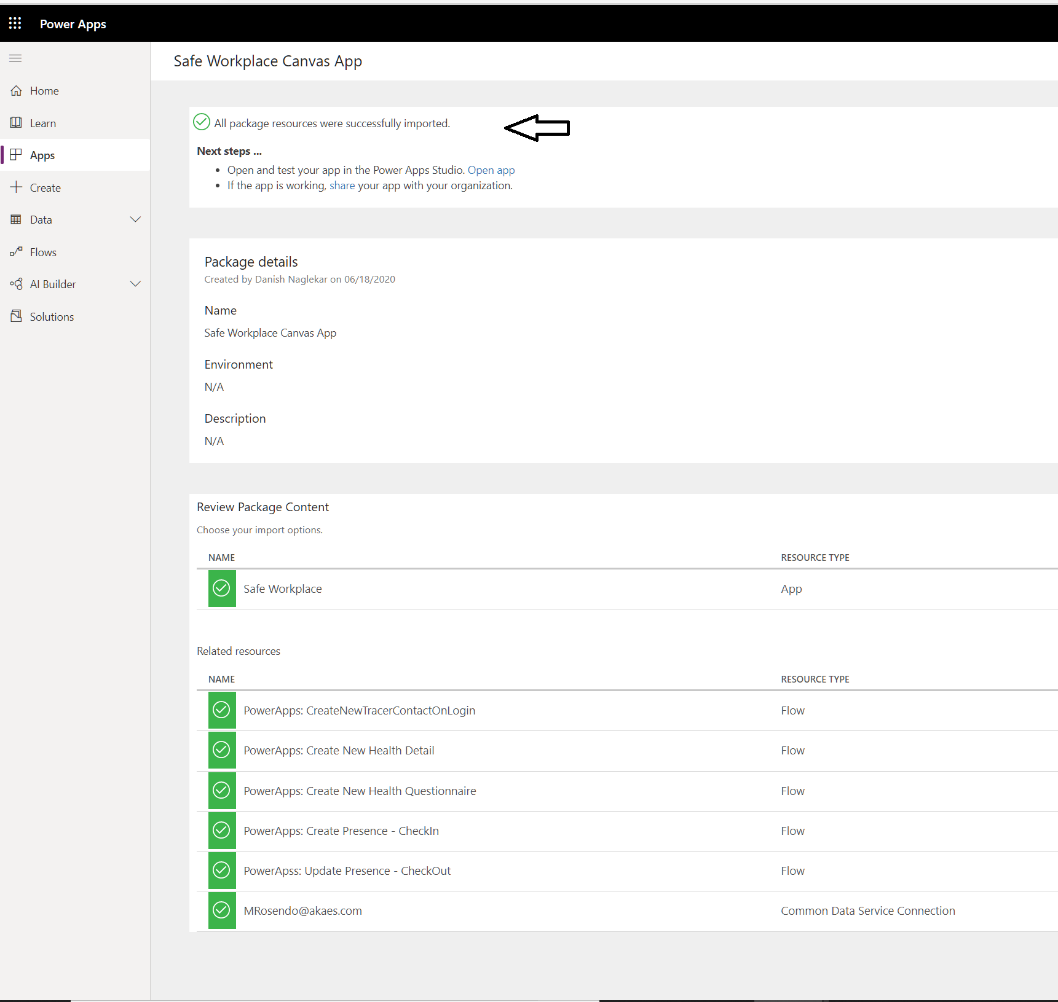 Power Apps
Safe Workplace Canvas App
Home
Learn
Apps
Create
Data
Flows
AI Builder
Solutions
All package resources were successfully imported.
Next steps ...
• Open and test your app in the Power Apps Studio. Open app
• If the app is working, share your app with your organization.
Package details
Created by Danish Naglekar on 06/18/2020
Name
Safe Workplace Canvas App
Environment
N/A
Description
N/A
Review Package Content
Choose your import options.
NAME RESOURCE TYPE
Safe Workplace App
Related resources
NAME RESOURCE TYPE
PowerApps: CreateNewTracerContactOnLogin Flow
PowerApps: Create New Health Detail Flow
PowerApps: Create New Health Questionnaire Flow
PowerApps: Create Presence - CheckIn Flow
PowerApss: Update Presence - CheckOut Flow
MRosendo@akaes.com Common Data Service Connection